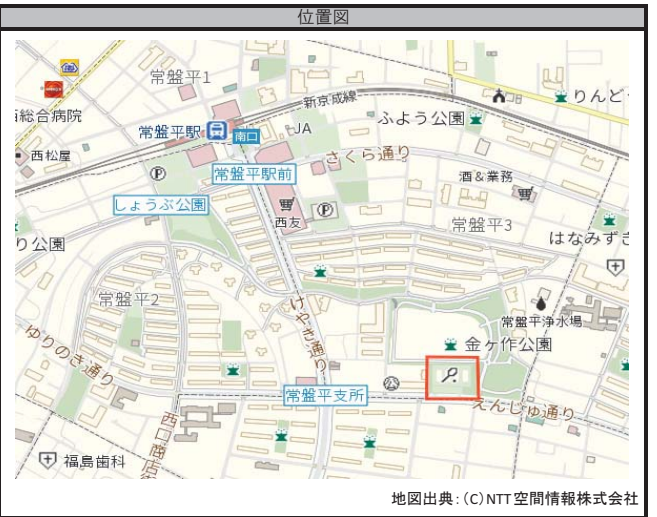 位置図
常盤平1
総合病院
新京成線
りんど
常盤平駅
南口
JA
ふよう公園
西松屋
さくら通り
P
常盤平駅前
酒&業務
しょうぶ公園
P
西友
常盤平3
はなみずき
り公園
常盤平2
けやき通り
常盤平浄水場
金ヶ作公園
ゆりのき通り
常盤平支所
えんじゅ通り
西口商店街
福島歯科
地図出典:(C)NTT空間情報株式会社